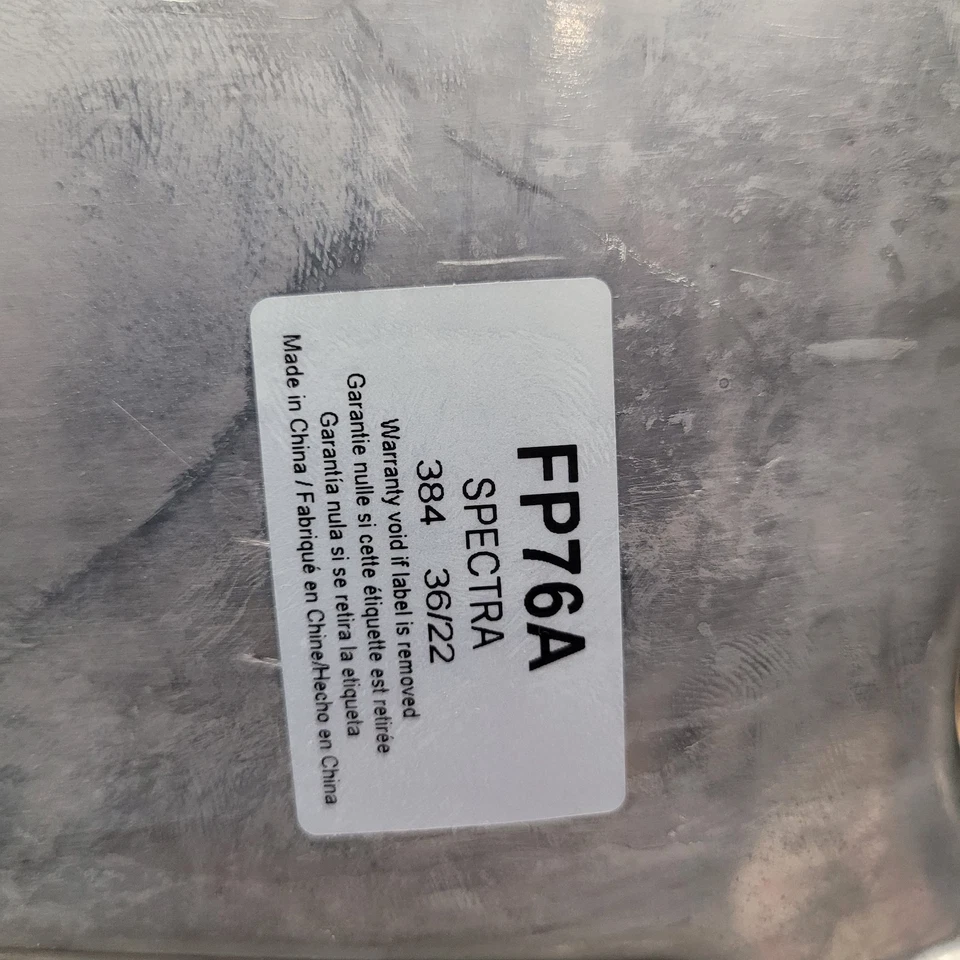 FP76A
SPECTRA
384 36/22
Warranty void if label is removed
Garantie nulle si cette étiquette est retirée
Garantía nula si se retira la etiqueta
Made in China / Fabriqué en Chine/Hecho en China